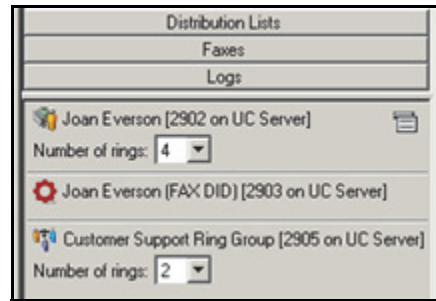 Distribution Lists
Faxes
Logs
Joan Everson [2902 on UC Server]
Number of rings: 4
Joan Everson (FAX DID) [2903 on UC Server]
Customer Support Ring Group [2905 on UC Server]
Number of rings: 2